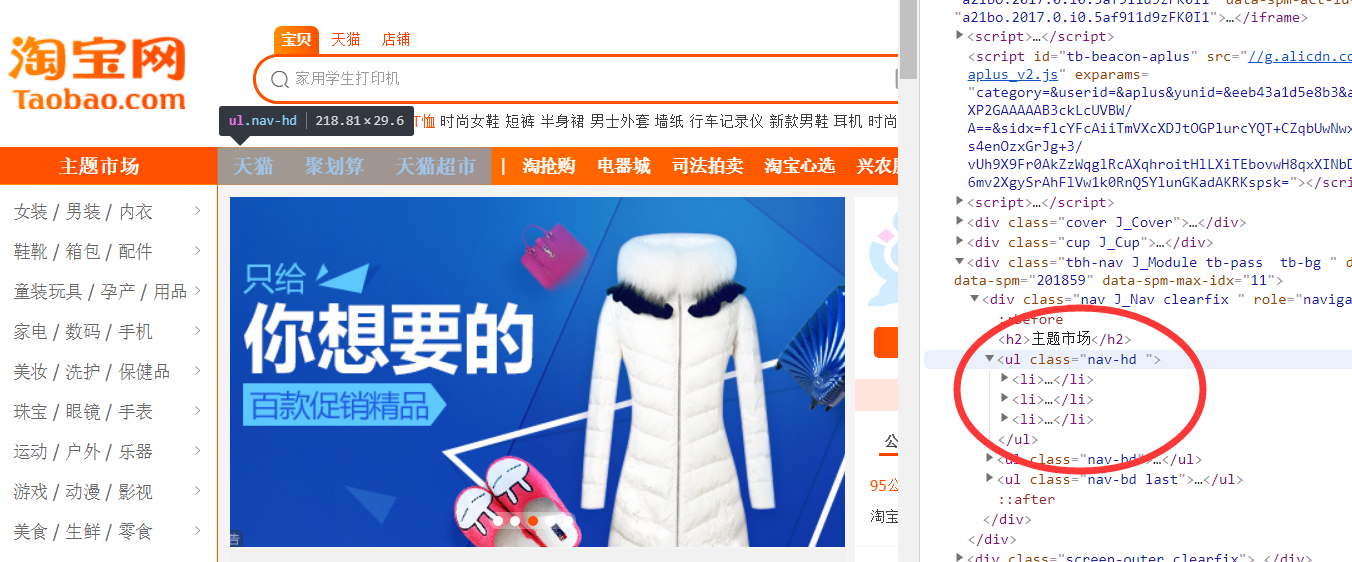 淘宝网
Taobao.com
宝贝 天猫 店铺
家用学生打印机
ul.nav-hd 218.81×29.6
T恤 时尚女鞋 短裤 半身裙 男士外套 墙纸 行车记录仪 新款男鞋 耳机 时尚
主题市场 天猫 聚划算 天猫超市 | 淘抢购 电器城 司法拍卖 淘宝心选 兴农
女装 / 男装 / 内衣
鞋靴 / 箱包 / 配件
童装玩具 / 孕产 / 用品
家电 / 数码 / 手机
美妆 / 洗护 / 保健品
珠宝 / 眼镜 / 手表
运动 / 户外 / 乐器
游戏 / 动漫 / 影视
美食 / 生鲜 / 零食
只给
你想要的
百款促销精品
告
公
95公
淘宝
"a21bo.2017.0.i0.5af911d9zFK0I1">…</iframe>
<script>…</script>
<script id="tb-beacon-aplus" src="//g.alicdn.co
aplus_v2.js" exparams=
"category=&userid=&aplus&yunid=&eeb43a1d5e8b3&a
XP2GAAAAAB3ckLcUVBW/
A==&sidx=flcYFcAiiTmVXcXDJtOGPlurcYQT+CZqbUwNwx
s4enOzxGrJg+3/
vUh9X9Fr0AkZzWqglRcAXqhroitHlLXiTEbovwH8qxXINbD
6mv2XgySrAhFlVw1k0RnQSYlunGKadAKRKspsk="></scri
<script>…</script>
<div class="cover J_Cover">…</div>
<div class="cup J_Cup">…</div>
<div class="tbh-nav J_Module tb-pass  tb-bg " d
data-spm="201859" data-spm-max-idx="11">
<div class="nav J_Nav clearfix " role="naviga
::before
<h2>主题市场</h2>
<ul class="nav-hd ">
<li>…</li>
<li>…</li>
<li>…</li>
</ul>
<ul class="nav-bd">…</ul>
<ul class="nav-bd last">…</ul>
::after
</div>
</div>
<div class="screen-outer clearfix">…</div>